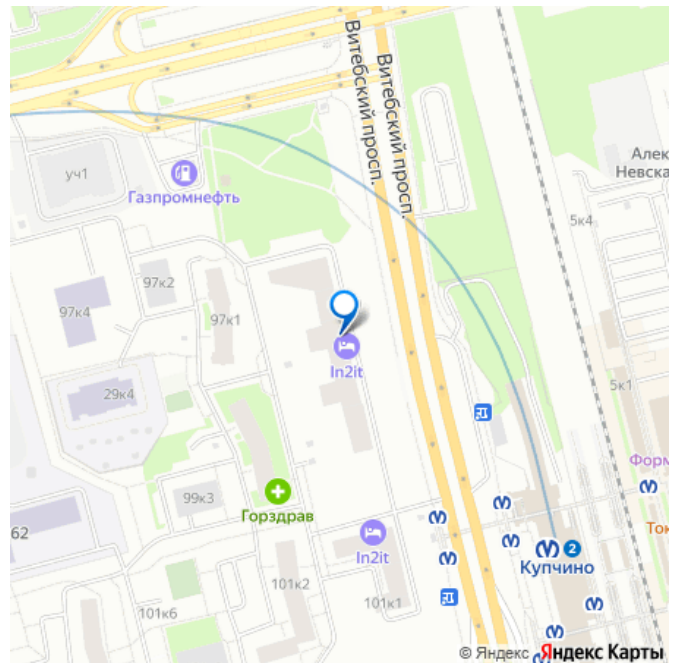 Витебский просп.
Витебский просп.
Алек
Невска
уч1
Газпромнефть
5к4
97к2
97к4
97к1
In2it
5к1
29к4
Форм
99к3
Горздрав
62
Ток
In2it
2
Купчино
101к2
101к1
101к6
© Яндекс Яндекс Карты